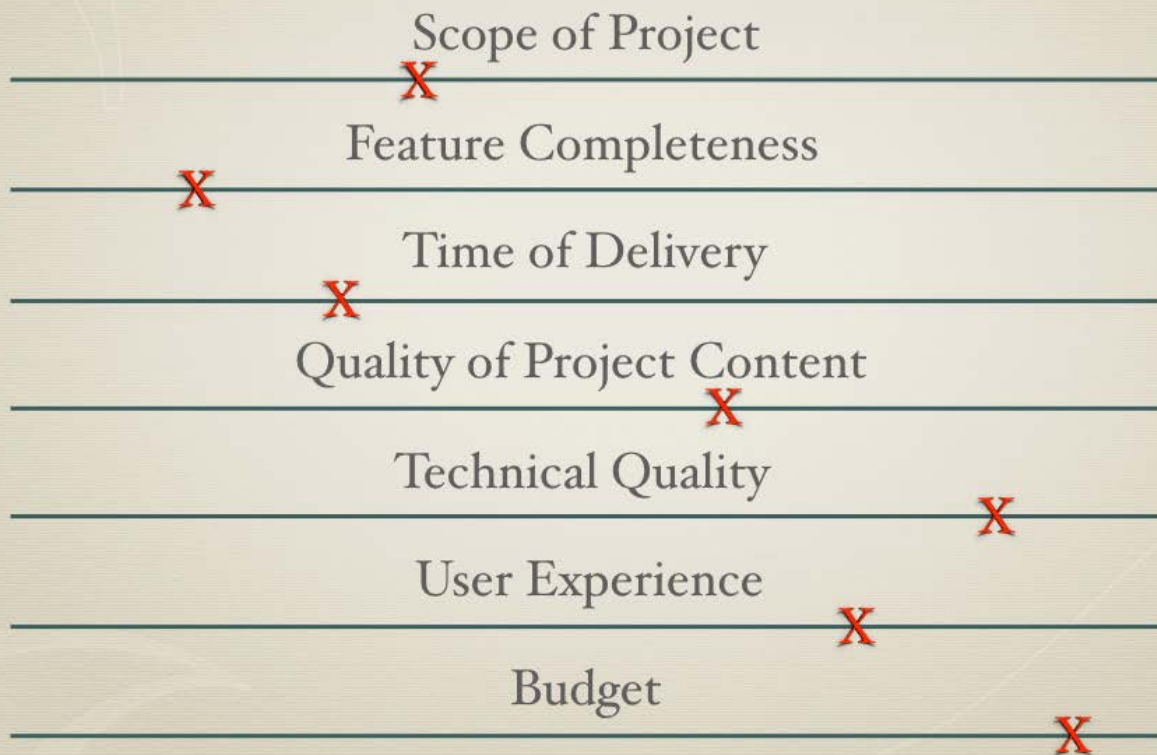 Scope of Project
X
Feature Completeness
X
Time of Delivery
X
Quality of Project Content
X
Technical Quality
X
User Experience
X
Budget
X